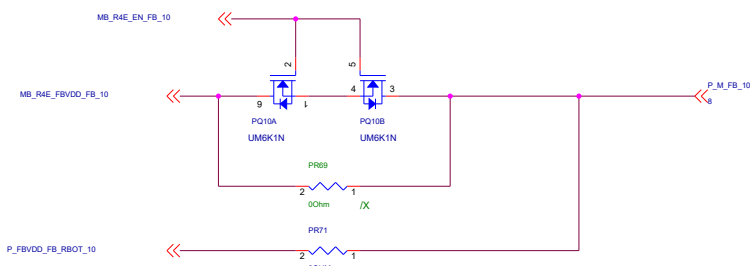 MB_R4E_EN_FB_10
2
5
MB_R4E_FBVDD_FB_10
6
1
4
3
P_M_FB_10
8
PQ10A
PQ10B
UM6K1N
UM6K1N
PR69
2
1
0Ohm
/X
PR71
P_FBVDD_FB_RBOT_10
2
1